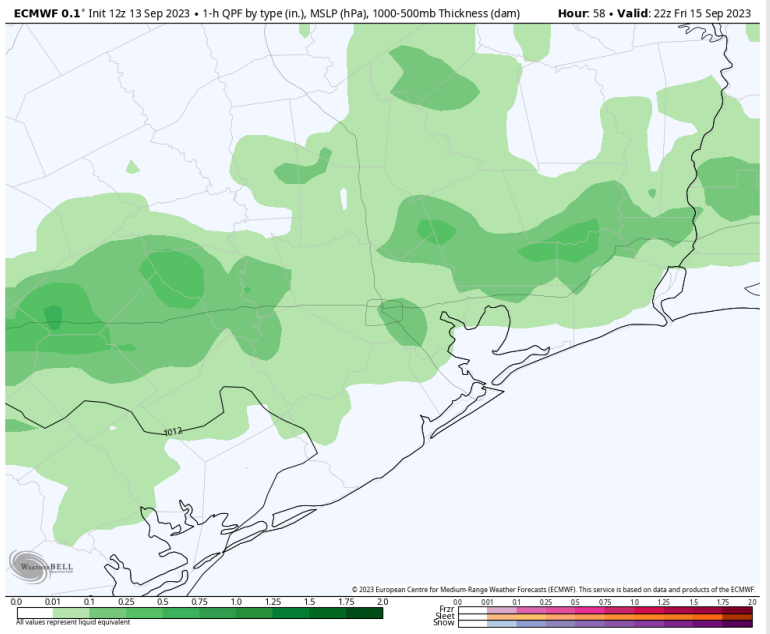 ECMWF 0.1° Init 12z 13 Sep 2023 • 1-h QPF by type (in.), MSLP (hPa), 1000-500mb Thickness (dam)
Hour: 58 • Valid: 22z Fri 15 Sep 2023
1012
WEATHERBELL
© 2023 European Centre for Medium-Range Weather Forecasts (ECMWF). This service is based on data and products of the ECMWF.
0.0 0.01 0.1 0.25 0.5 0.75 1.0 1.25 1.5 1.75 2.0
All values represent liquid equivalent
0.0 0.01 0.1 0.25 0.5 0.75 1.0 1.25 1.5 1.75 2.0
Frzr
Sleet
Snow